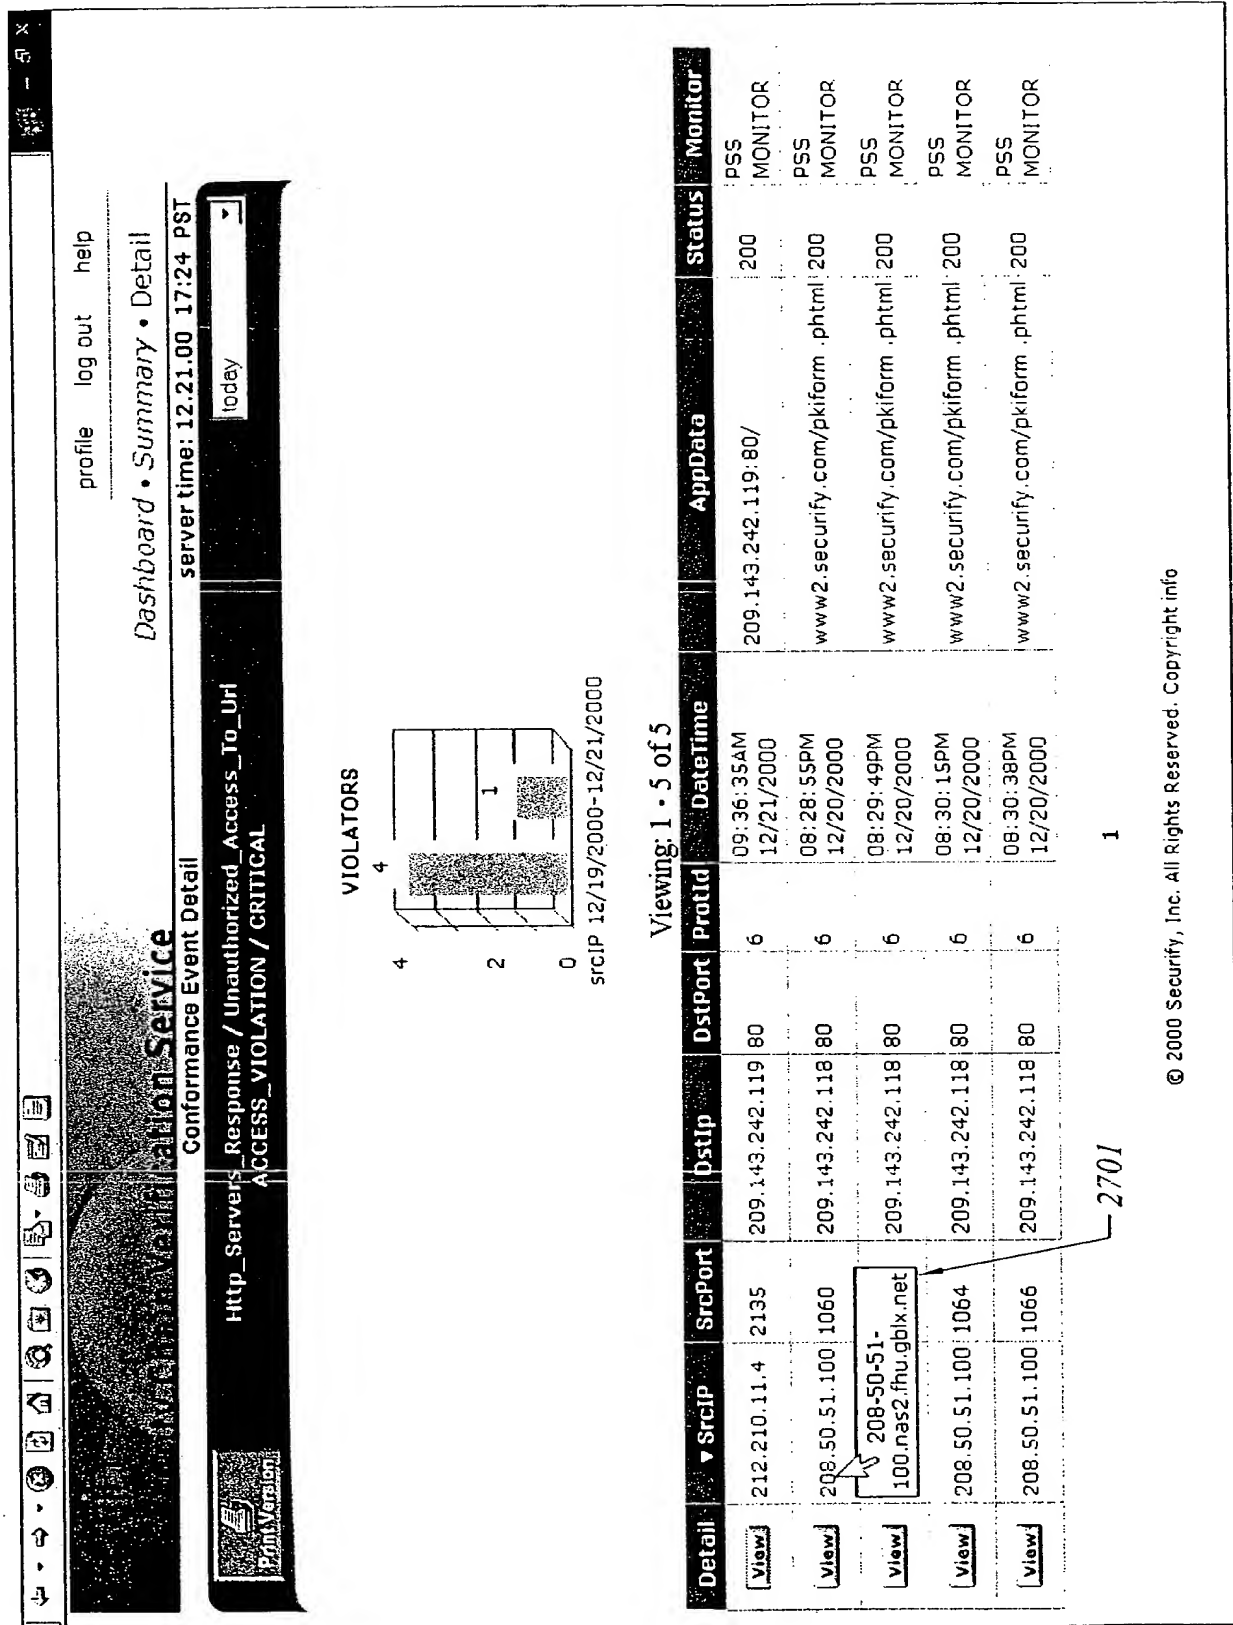 profile log out help
Dashboard • Summary • Detail
Verification Service
Conformance Event Detail
server time: 12.21.00 17:24 PST
Print Version
Http_Servers_Response / Unauthorized_Access_To_Url
ACCESS_VIOLATION / CRITICAL
today
VIOLATORS
4
1
4
2
0
srcIP 12/19/2000-12/21/2000
Viewing: 1 - 5 of 5
Detail ▾ SrcIP SrcPort DstIp DstPort ProtId DateTime AppData Status Monitor
View 212.210.11.4 2135 209.143.242.119 80 6 09:36:35AM 12/21/2000 209.143.242.119:80/ 200 PSS MONITOR
View 208.50.51.100 1060 209.143.242.118 80 6 08:28:55PM 12/20/2000 www2.securify.com/pkiform .phtml 200 PSS MONITOR
View 209.143.242.118 80 6 08:29:49PM 12/20/2000 www2.securify.com/pkiform .phtml 200 PSS MONITOR
208-50-51-
100.nas2.fhu.gblx.net
View 208.50.51.100 1064 209.143.242.118 80 6 08:30:15PM 12/20/2000 www2.securify.com/pkiform .phtml 200 PSS MONITOR
View 208.50.51.100 1066 209.143.242.118 80 6 08:30:38PM 12/20/2000 www2.securify.com/pkiform .phtml 200 PSS MONITOR
2701
1
© 2000 Securify, Inc. All Rights Reserved. Copyright info